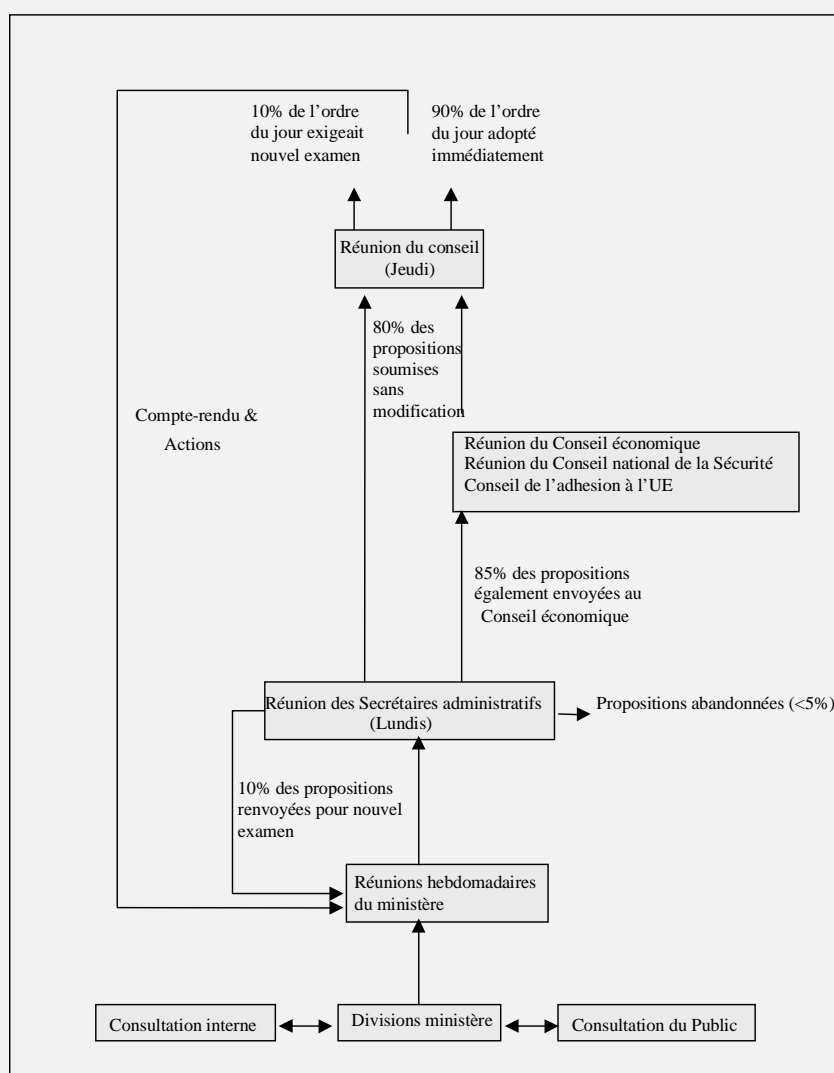 10% de l’ordre
du jour exigeait
nouvel examen
90% de l’ordre
du jour adopté
immédiatement
Réunion du conseil
(Jeudi)
80% des
propositions
soumises
sans
modification
Compte-rendu &
Actions
Réunion du Conseil économique
Réunion du Conseil national de la Sécurité
Conseil de l’adhesion à l’UE
85% des propositions
également envoyées au
Conseil économique
Réunion des Secrétaires administratifs
(Lundis)
Propositions abandonnées (<5%)
10% des propositions
renvoyées pour nouvel
examen
Réunions hebdomadaires
du ministère
Consultation interne
Divisions ministère
Consultation du Public